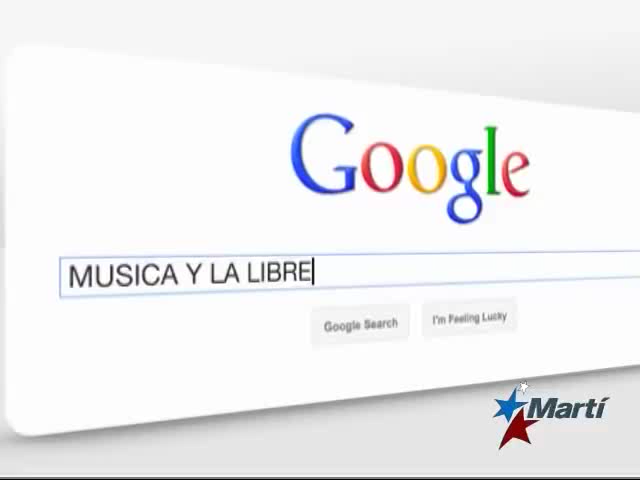 Google
MUSICA Y LA LIBRE
Google Search
I'm Feeling Lucky
Martí